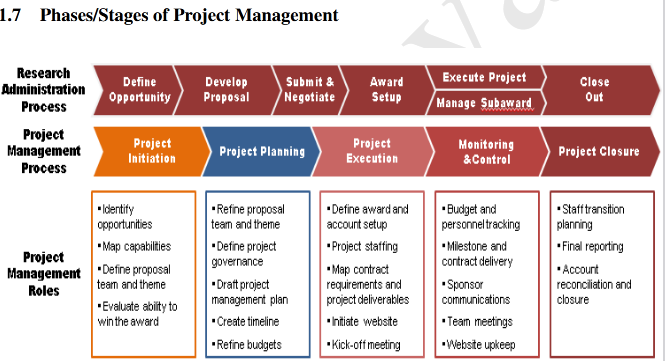 1.7 Phases/Stages of Project Management
Research
Administration
Process
Define
Opportunity
Develop
Proposal
Submit &
Negotiate
Award
Setup
Execute Project
Manage Subaward
Close
Out
Project
Management
Process
Project
Initiation
Project Planning
Project
Execution
Monitoring
&Control
Project Closure
Project
Management
Roles
▪Identify
opportunities
▪Map capabilities
▪Define proposal
team and theme
▪Evaluate ability to
win the award
▪Refine proposal
team and theme
▪Define project
governance
▪Draft project
management plan
▪Create timeline
▪Refine budgets
▪Define award and
account setup
▪Project staffing
▪Map contract
requirements and
project deliverables
▪Initiate website
▪Kick-off meeting
▪Budget and
personnel tracking
▪Milestone and
contract delivery
▪Sponsor
communications
▪Team meetings
▪Website upkeep
▪Staff transition
planning
▪Final reporting
▪Account
reconciliation and
closure